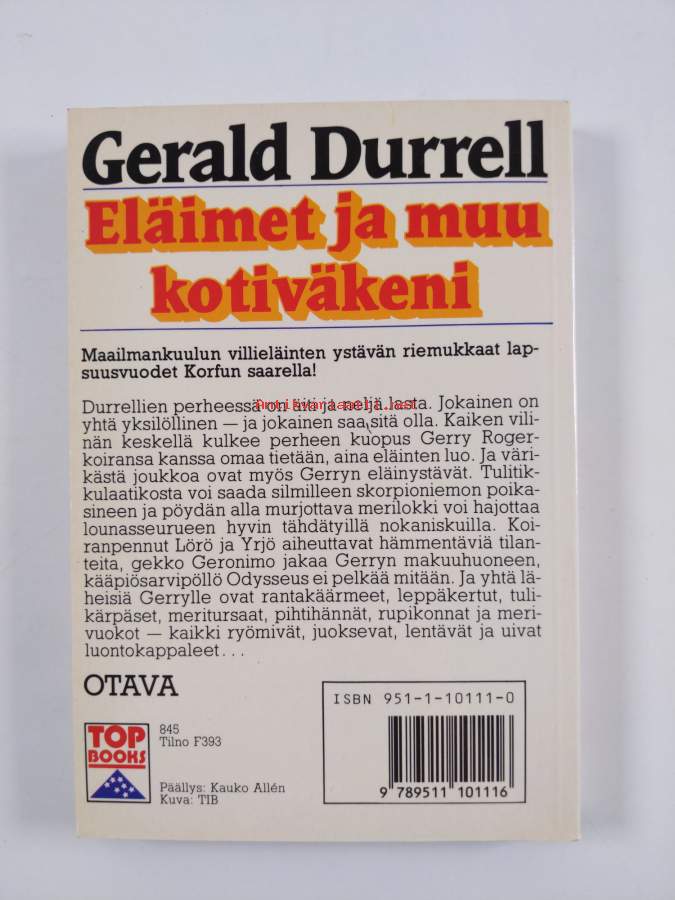 Gerald Durrell
Eläimet ja muu
kotiväkeni
Maailmankuulun villieläinten ystävän riemukkaat lap-
suusvuodet Korfun saarella!
Durrellien perheessä on äiti ja neljä lasta. Jokainen on
yhtä yksilöllinen — ja jokainen saa sitä olla. Kaiken vili-
nän keskellä kulkee perheen kuopus Gerry Roger-
koiransa kanssa omaa tietään, aina eläinten luo. Ja väri-
kästä joukkoa ovat myös Gerryn eläinystävät. Tulitik-
kulaatikosta voi saada silmilleen skorpioniemon poika-
sineen ja pöydän alla murjottava merilokki voi hajottaa
lounasseurueen hyvin tähdätyillä nokaniskuilla. Koi-
ranpennut Lörö ja Yrjö aiheuttavat hämmentäviä tilan-
teita, gekko Geronimo jakaa Gerryn makuuhuoneen,
kääpiösarvipöllö Odysseus ei pelkää mitään. Ja yhtä lä-
heisiä Gerrylle ovat rantakäärmeet, leppäkertut, tuli-
kärpäset, meritursaat, pihtihännät, rupikonnat ja meri-
vuokot — kaikki ryömivät, juoksevat, lentävät ja uivat
luontokappaleet...
OTAVA
TOP
BOOKS
845
Tilno F393
Päällys: Kauko Allén
Kuva: TIB
ISBN 951-1-10111-0
9 789511 101116